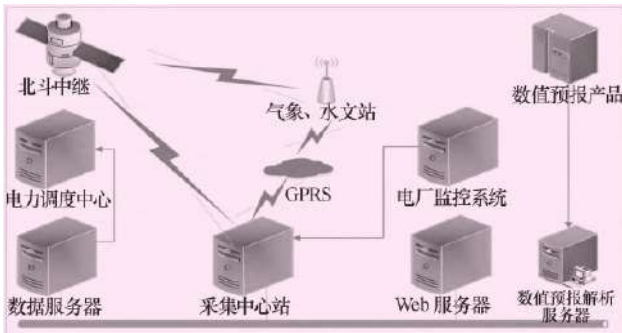 北斗中继
气象、水文站
数值预报产品
电力调度中心
GPRS
电厂监控系统
数据服务器
采集中心站
Web 服务器
数值预报解析
服务器